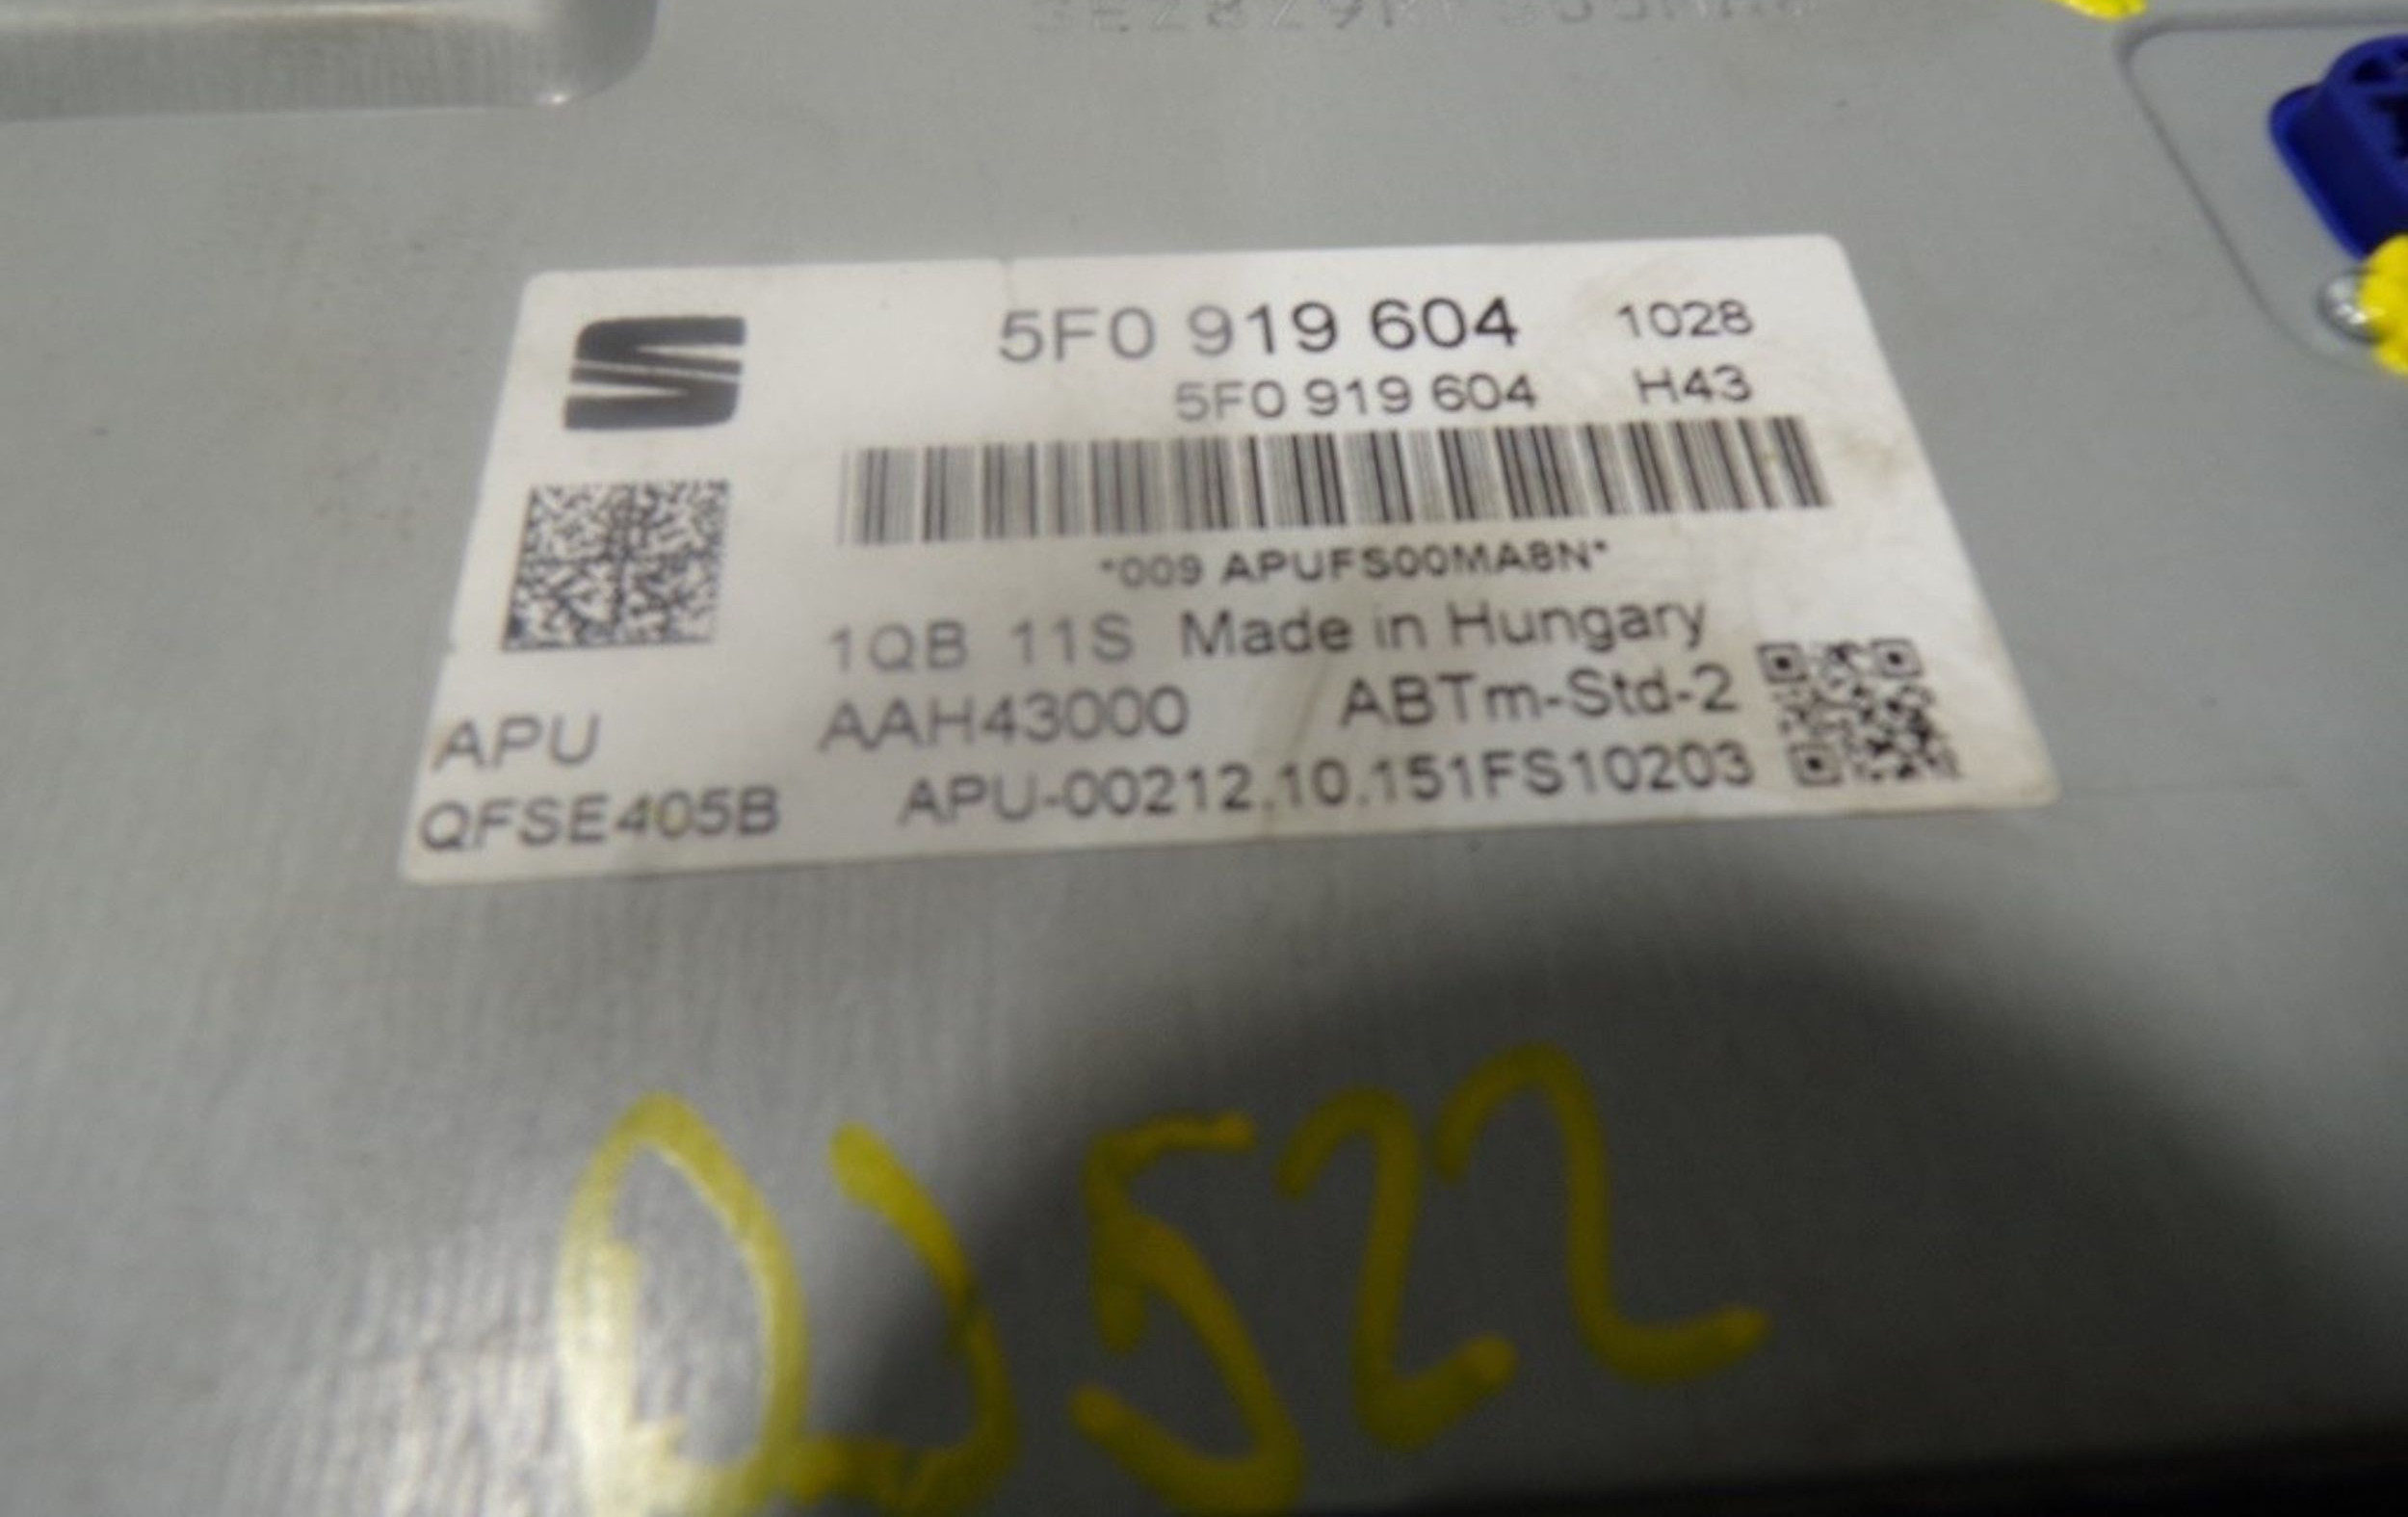 5F0 919 604 1028
5F0 919 604 H43
*009 APUFS00MA8N*
1QB 11S Made in Hungary
APU AAH43000 ABTm-Std-2
QFSE405B APU-00212.10.151FS10203